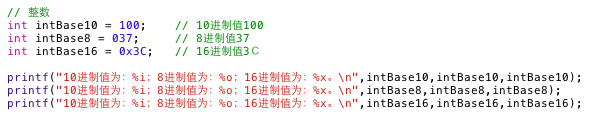 // 整数
int intBase10 = 100;    // 10进制值100
int intBase8 = 037;     // 8进制值37
int intBase16 = 0x3C;   // 16进制值3Ｃ
printf("10进制值为：%i；8进制值为：%o；16进制值为：%x。\n",intBase10,intBase10,intBase10);
printf("10进制值为：%i；8进制值为：%o；16进制值为：%x。\n",intBase8,intBase8,intBase8);
printf("10进制值为：%i；8进制值为：%o；16进制值为：%x。\n",intBase16,intBase16,intBase16);